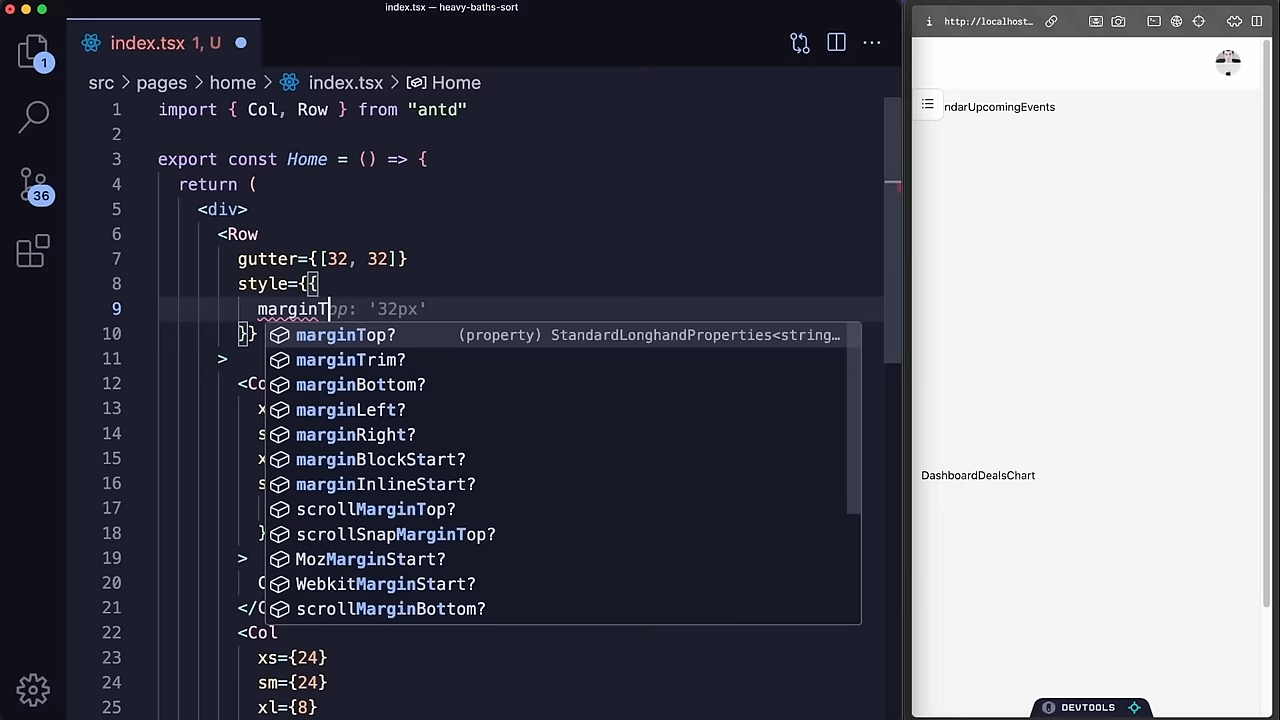 index.tsx — heavy-baths-sort
index.tsx 1, U
src > pages > home > index.tsx > Home
1 import { Col, Row } from "antd"
2
3 export const Home = () => {
4 return (
5 <div>
6 <Row
7 gutter={[32, 32]}
8 style={{
9 marginTop: '32px'
10 }}
11 >
12 <Co
13 x
14 s
15 x
16 s
17
18 }
19 >
20 C
21 </C
22 <Col
23 xs={24}
24 sm={24}
25 xl={8}
marginTop? (property) StandardLonghandProperties<string…
marginTrim?
marginBottom?
marginLeft?
marginRight?
marginBlockStart?
marginInlineStart?
scrollMarginTop?
scrollSnapMarginTop?
MozMarginStart?
WebkitMarginStart?
scrollMarginBottom?
1
36
http://localhost…
ndarUpcomingEvents
DashboardDealsChart
DEVTOOLS